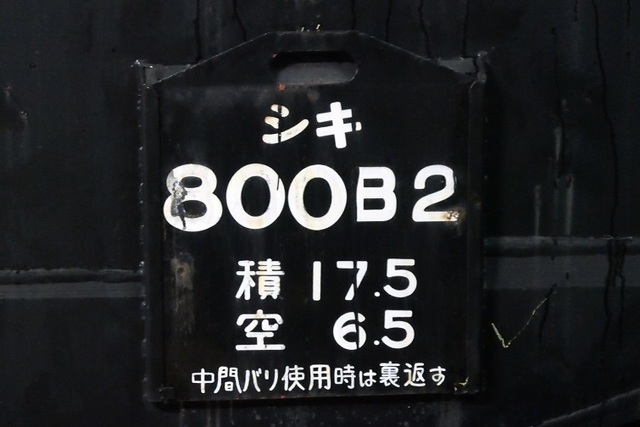 シキ
800B2
積 17.5
空 6.5
中間バリ使用時は裏返す